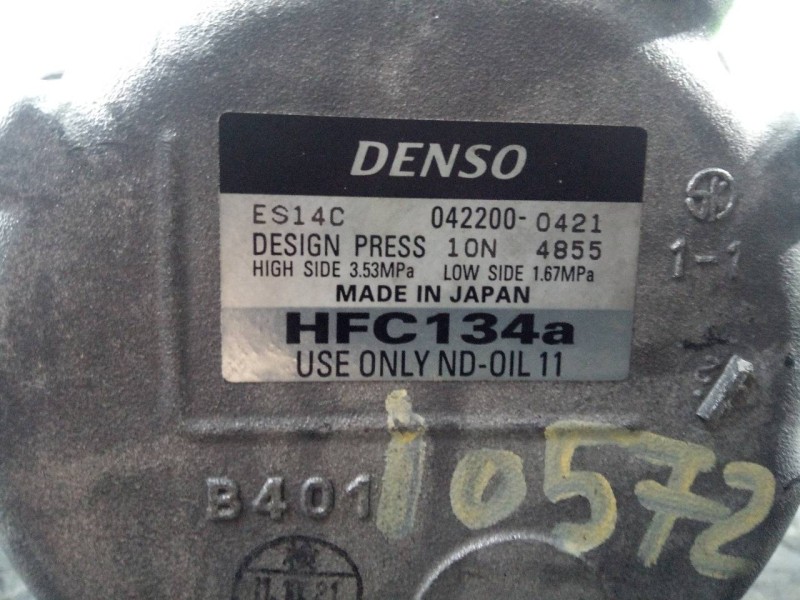 DENSO
ES14C 042200-0421
DESIGN PRESS 10N 4855
HIGH SIDE 3.53MPa LOW SIDE 1.67MPa
MADE IN JAPAN
HFC134a
USE ONLY ND-OIL 11
1-1
B401
10572